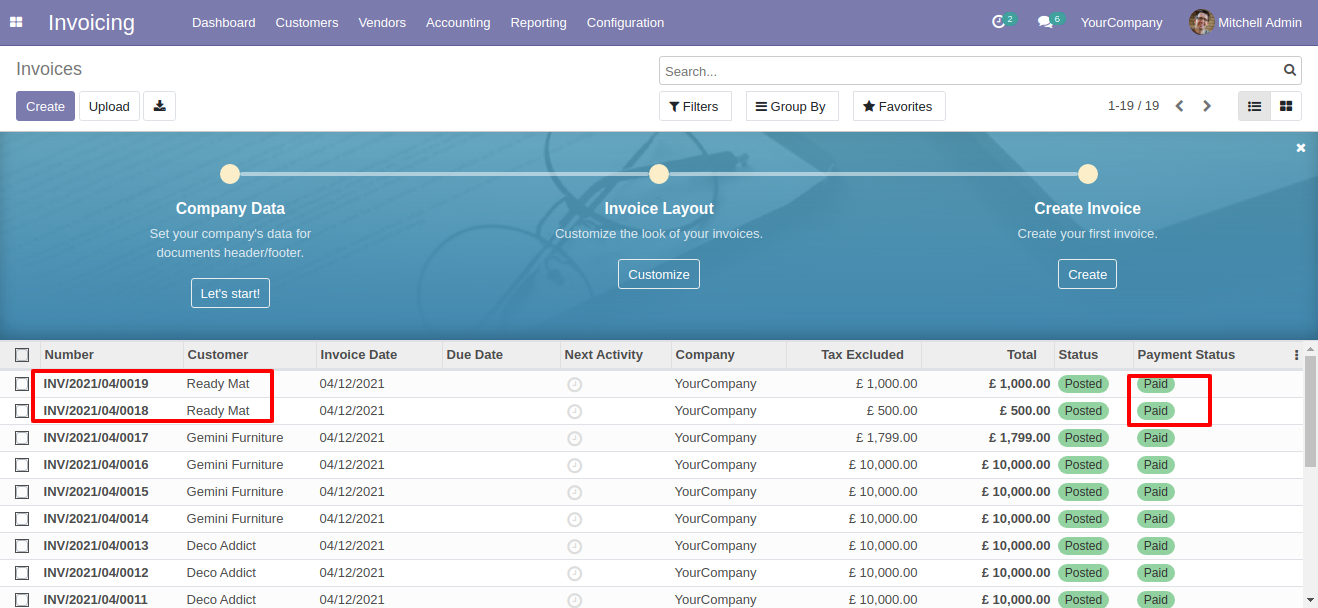 Invoicing Dashboard Customers Vendors Accounting Reporting Configuration 2 6 YourCompany Mitchell Admin
Invoices
Search...
Create Upload Filters Group By Favorites 1-19 / 19
Company Data Invoice Layout Create Invoice
Set your company's data for Customize the look of your invoices. Create your first invoice.
documents header/footer.
Customize Create
Let's start!
Number Customer Invoice Date Due Date Next Activity Company Tax Excluded Total Status Payment Status
INV/2021/04/0019 Ready Mat 04/12/2021 YourCompany £ 1,000.00 £ 1,000.00 Posted Paid
INV/2021/04/0018 Ready Mat 04/12/2021 YourCompany £ 500.00 £ 500.00 Posted Paid
INV/2021/04/0017 Gemini Furniture 04/12/2021 YourCompany £ 1,799.00 £ 1,799.00 Posted Paid
INV/2021/04/0016 Gemini Furniture 04/12/2021 YourCompany £ 10,000.00 £ 10,000.00 Posted Paid
INV/2021/04/0015 Gemini Furniture 04/12/2021 YourCompany £ 10,000.00 £ 10,000.00 Posted Paid
INV/2021/04/0014 Gemini Furniture 04/12/2021 YourCompany £ 10,000.00 £ 10,000.00 Posted Paid
INV/2021/04/0013 Deco Addict 04/12/2021 YourCompany £ 10,000.00 £ 10,000.00 Posted Paid
INV/2021/04/0012 Deco Addict 04/12/2021 YourCompany £ 10,000.00 £ 10,000.00 Posted Paid
INV/2021/04/0011 Deco Addict 04/12/2021 YourCompany £ 10,000.00 £ 10,000.00 Posted Paid